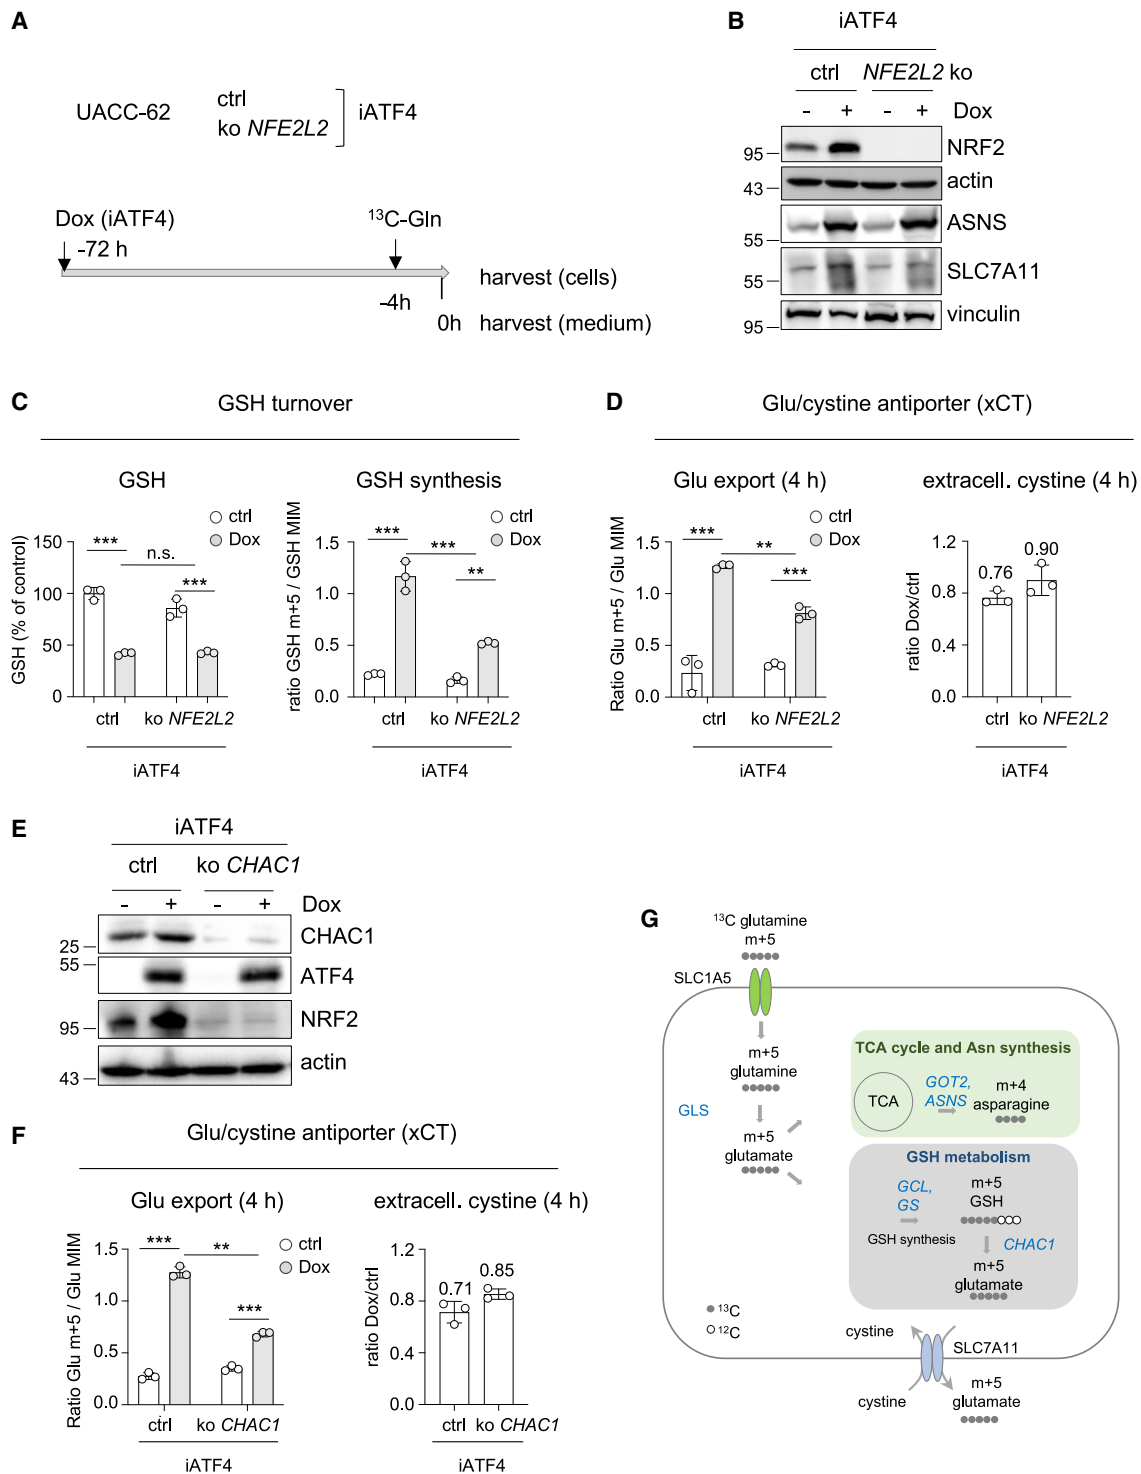 A
UACC-62
ctrl
ko NFE2L2
iATF4
Dox (iATF4)
-72 h
¹³C-Gln
-4h
0h
harvest (cells)
harvest (medium)
B
iATF4
ctrl NFE2L2 ko
- + - + Dox
95 NRF2
43 actin
55 ASNS
55 SLC7A11
95 vinculin
C
GSH turnover
GSH
ctrl
Dox
GSH (% of control)
150
100
50
0
***
n.s.
***
ctrl ko NFE2L2
iATF4
GSH synthesis
ctrl
Dox
ratio GSH m+5 / GSH MIM
1.5
1.0
0.5
0.0
***
***
**
ctrl ko NFE2L2
iATF4
D
Glu/cystine antiporter (xCT)
Glu export (4 h)
ctrl
Dox
Ratio Glu m+5 / Glu MIM
1.5
1.0
0.5
0.0
***
**
***
ctrl ko NFE2L2
iATF4
extracell. cystine (4 h)
ratio Dox/ctrl
1.2
0.8
0.4
0.0
0.76
0.90
ctrl ko NFE2L2
iATF4
E
iATF4
ctrl ko CHAC1
- + - + Dox
25 CHAC1
55 ATF4
95 NRF2
43 actin
F
Glu/cystine antiporter (xCT)
Glu export (4 h)
ctrl
Dox
Ratio Glu m+5 / Glu MIM
1.5
1.0
0.5
0.0
***
**
***
ctrl ko CHAC1
iATF4
extracell. cystine (4 h)
ratio Dox/ctrl
1.2
0.8
0.4
0.0
0.71
0.85
ctrl ko CHAC1
iATF4
G
¹³C glutamine
m+5
SLC1A5
m+5
glutamine
GLS
m+5
glutamate
TCA cycle and Asn synthesis
TCA
GOT2,
ASNS
m+4
asparagine
GSH metabolism
GCL,
GS
GSH synthesis
m+5
GSH
CHAC1
m+5
glutamate
¹³C
¹²C
cystine
SLC7A11
cystine
m+5
glutamate